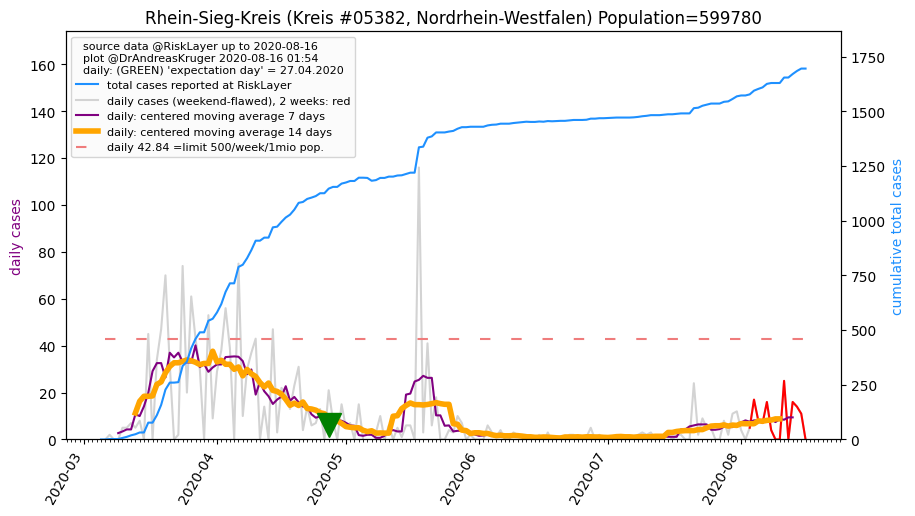 Rhein-Sieg-Kreis (Kreis #05382, Nordrhein-Westfalen) Population=599780
source data @RiskLayer up to 2020-08-16
plot @DrAndreasKruger 2020-08-16 01:54
daily: (GREEN) 'expectation day' = 27.04.2020
total cases reported at RiskLayer
daily cases (weekend-flawed), 2 weeks: red
daily: centered moving average 7 days
daily: centered moving average 14 days
daily 42.84 =limit 500/week/1mio pop.
daily cases
160
140
120
100
80
60
40
20
0
1750
1500
1250
1000
750
500
250
0
cumulative total cases
2020-03
2020-04
2020-05
2020-06
2020-07
2020-08